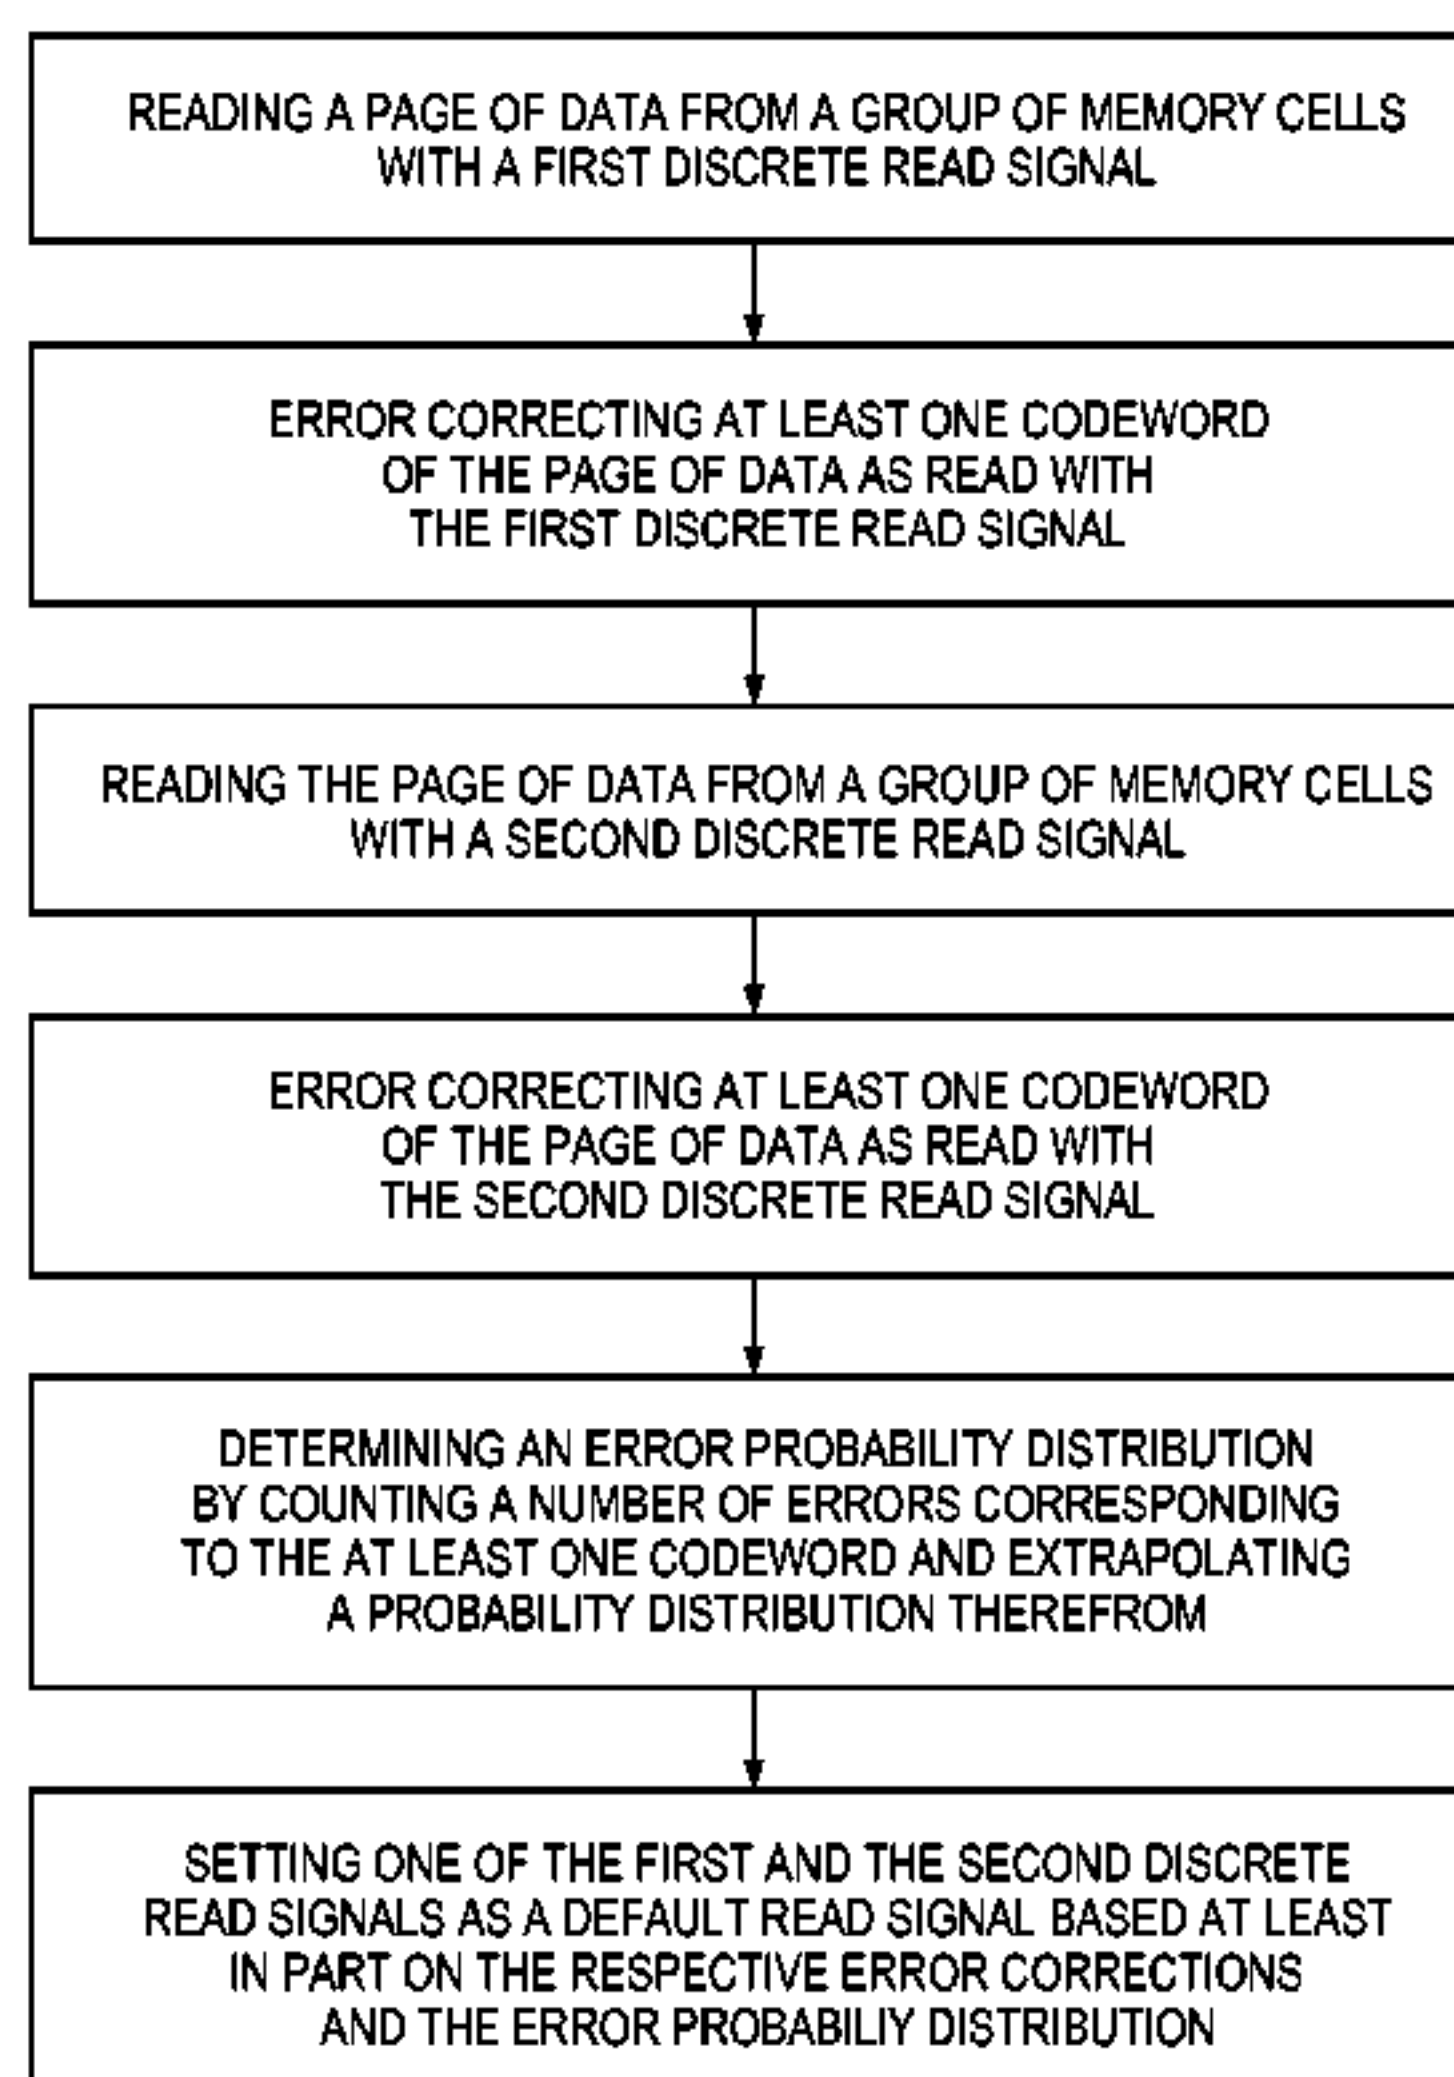 READING A PAGE OF DATA FROM A GROUP OF MEMORY CELLS
WITH A FIRST DISCRETE READ SIGNAL
ERROR CORRECTING AT LEAST ONE CODEWORD
OF THE PAGE OF DATA AS READ WITH
THE FIRST DISCRETE READ SIGNAL
READING THE PAGE OF DATA FROM A GROUP OF MEMORY CELLS
WITH A SECOND DISCRETE READ SIGNAL
ERROR CORRECTING AT LEAST ONE CODEWORD
OF THE PAGE OF DATA AS READ WITH
THE SECOND DISCRETE READ SIGNAL
DETERMINING AN ERROR PROBABILITY DISTRIBUTION
BY COUNTING A NUMBER OF ERRORS CORRESPONDING
TO THE AT LEAST ONE CODEWORD AND EXTRAPOLATING
A PROBABILITY DISTRIBUTION THEREFROM
SETTING ONE OF THE FIRST AND THE SECOND DISCRETE
READ SIGNALS AS A DEFAULT READ SIGNAL BASED AT LEAST
IN PART ON THE RESPECTIVE ERROR CORRECTIONS
AND THE ERROR PROBABILIY DISTRIBUTION